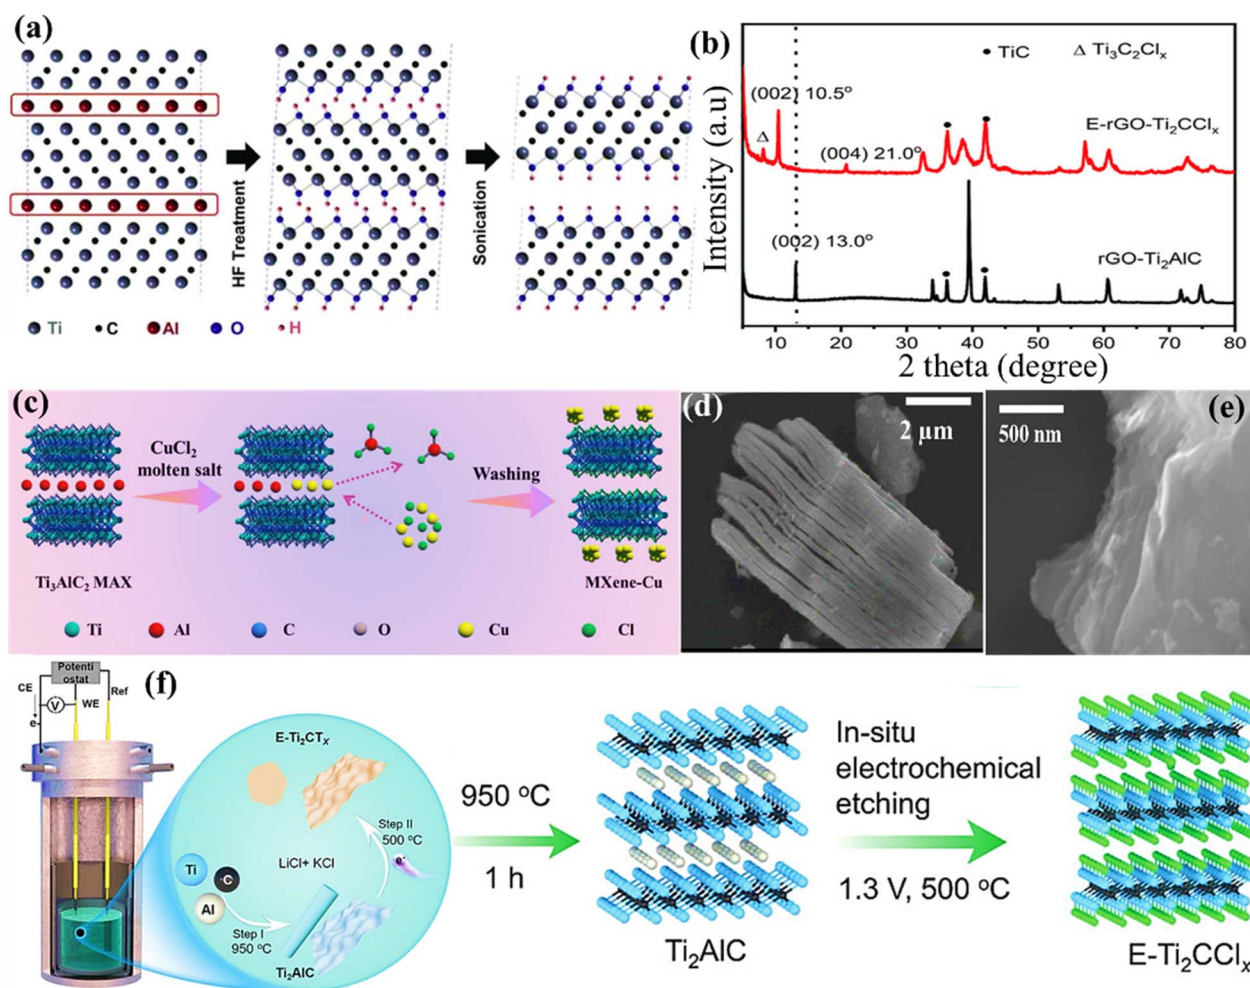 (a)
HF Treatment
Sonication
Ti
C
Al
O
H
(b)
TiC
Δ Ti₃C₂Clₓ
(002) 10.5°
E-rGO-Ti₂CClₓ
Δ
(004) 21.0°
(002) 13.0°
rGO-Ti₂AlC
Intensity (a.u)
10 20 30 40 50 60 70 80
2 theta (degree)
(c)
CuCl₂
molten salt
Washing
Ti₃AlC₂ MAX
MXene-Cu
Ti
Al
C
O
Cu
Cl
(d)
2 µm
(e)
500 nm
(f)
Potenti
ostat
CE
V
WE
Ref
e⁻
E-Ti₂CTₓ
Step II
500 °C
e⁻
LiCl+ KCl
Ti
C
Al
Step I
950 °C
Ti₂AlC
950 °C
1 h
Ti₂AlC
In-situ
electrochemical
etching
1.3 V, 500 °C
E-Ti₂CClₓ